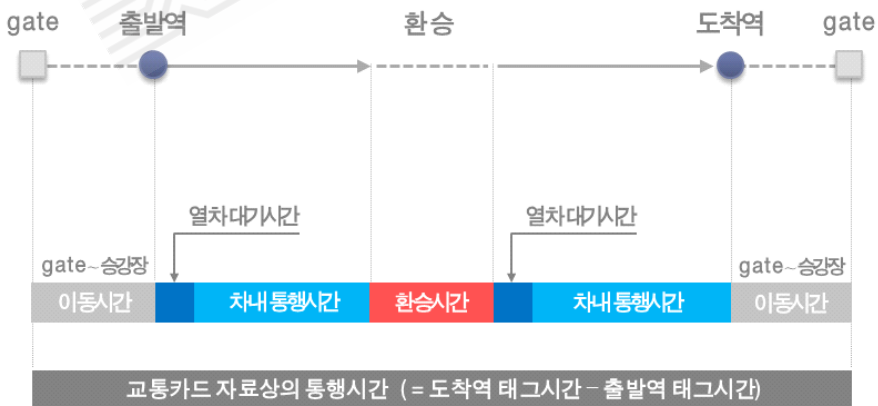 gate 출발역 환승 도착역 gate
열차 대기시간 열차 대기시간
gate~승강장 gate~승강장
이동시간 차내 통행시간 환승시간 차내 통행시간 이동시간
교통카드 자료상의 통행시간 ( = 도착역 태그시간 − 출발역 태그시간)